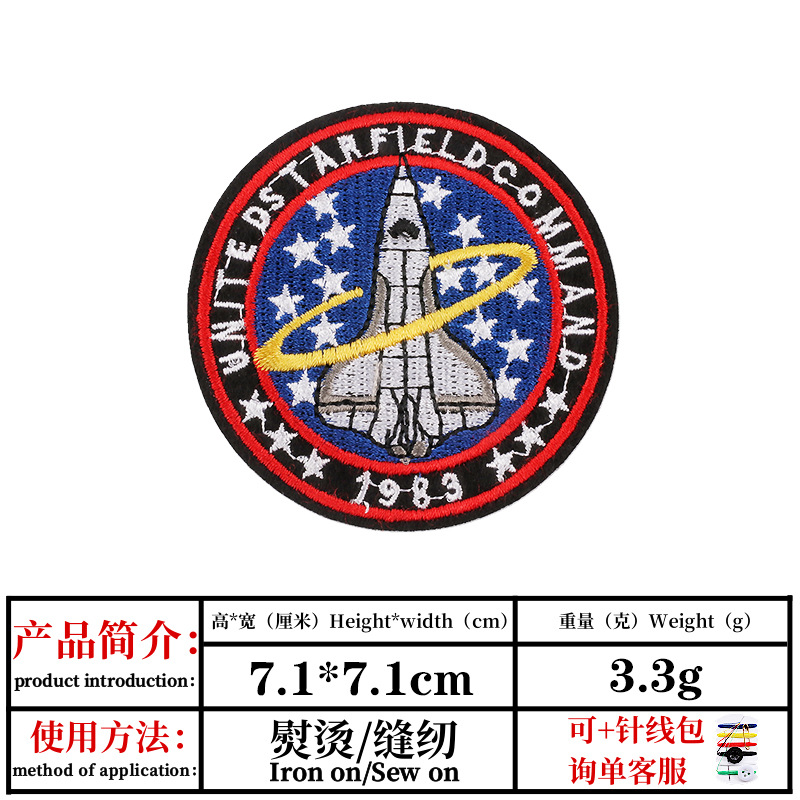 UNITEDSTARFIELDCOMMAND
1983
产品简介：
product introduction：
高*宽（厘米）Height*width（cm）
重量（克）Weight（g）
7.1*7.1cm
3.3g
使用方法：
method of application：
熨烫/缝纫
Iron on/Sew on
可+针线包
询单客服